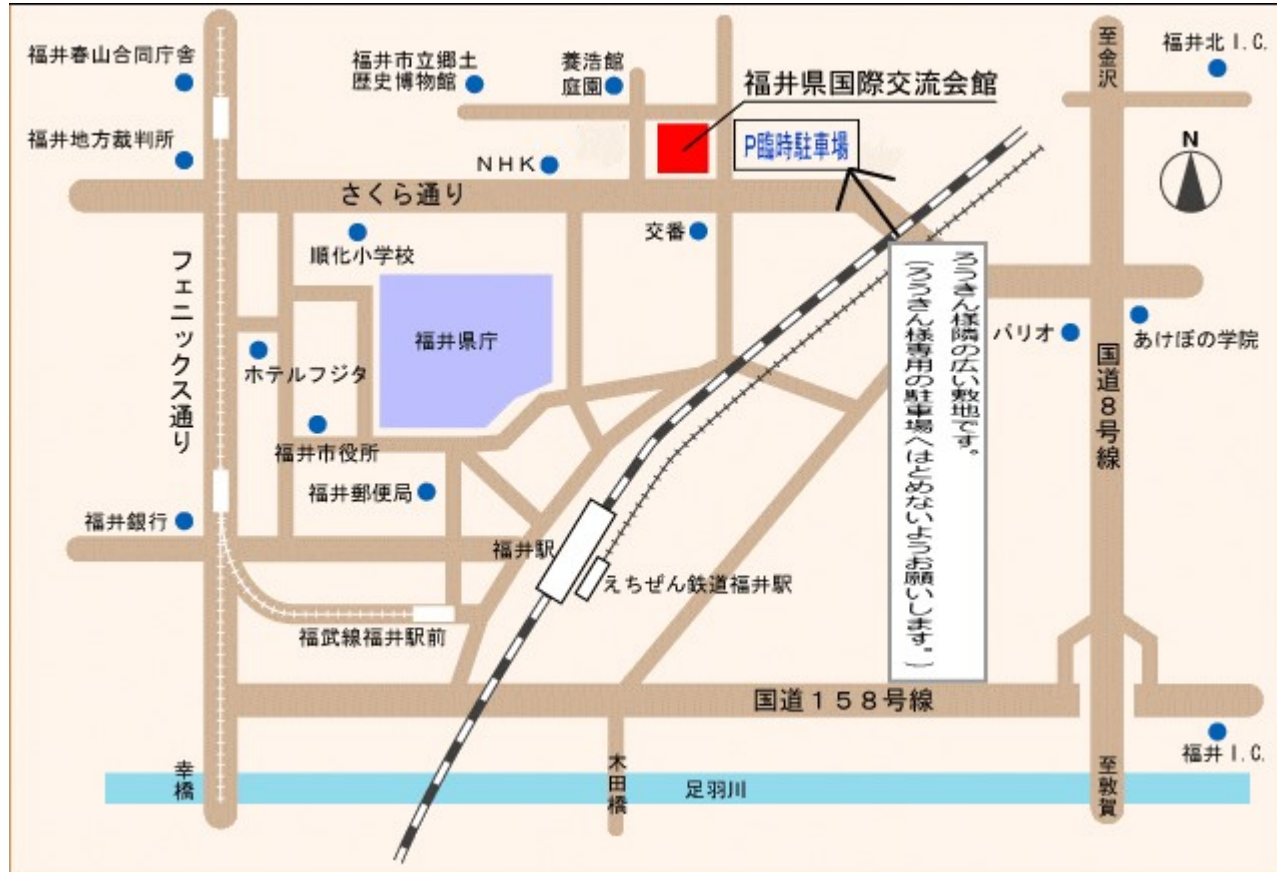 福井春山合同庁舎
福井市立郷土
歴史博物館
養浩館
庭園
福井県国際交流会館
至金沢
福井北I.C.
福井地方裁判所
NHK
P臨時駐車場
N
さくら通り
順化小学校
交番
フェニックス通り
福井県庁
ろうきん様隣の広い敷地です。
(ろうきん様専用の駐車場へはとめないようお願いします。)
パリオ
あけぼの学院
国道8号線
ホテルフジタ
福井市役所
福井郵便局
福井銀行
福井駅
えちぜん鉄道福井駅
福武線福井駅前
国道158号線
福井I.C.
幸橋
木田橋
足羽川
至敦賀